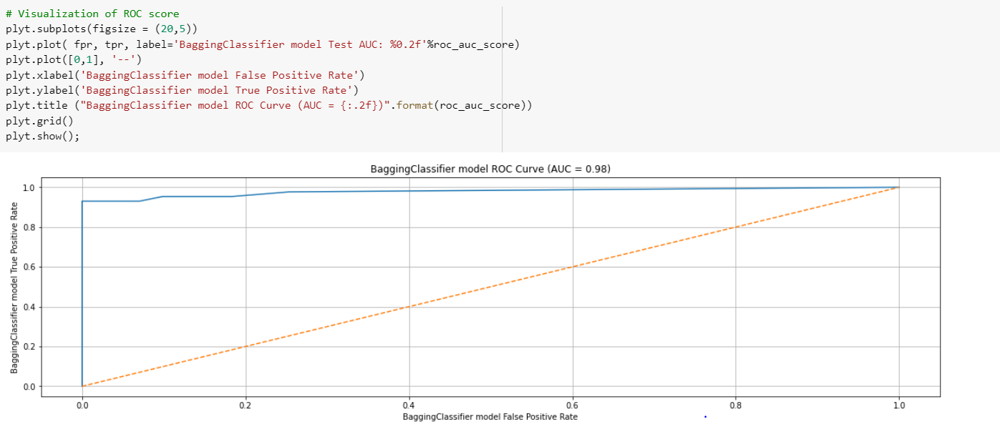 # Visualization of ROC score
plyt.subplots(figsize = (20,5))
plyt.plot( fpr, tpr, label='BaggingClassifier model Test AUC: %0.2f'%roc_auc_score)
plyt.plot([0,1], '--')
plyt.xlabel('BaggingClassifier model False Positive Rate')
plyt.ylabel('BaggingClassifier model True Positive Rate')
plyt.title ("BaggingClassifier model ROC Curve (AUC = {:.2f})".format(roc_auc_score))
plyt.grid()
plyt.show();
BaggingClassifier model ROC Curve (AUC = 0.98)
BaggingClassifier model True Positive Rate
1.0
0.8
0.6
0.4
0.2
0.0
0.0 0.2 0.4 0.6 0.8 1.0
BaggingClassifier model False Positive Rate